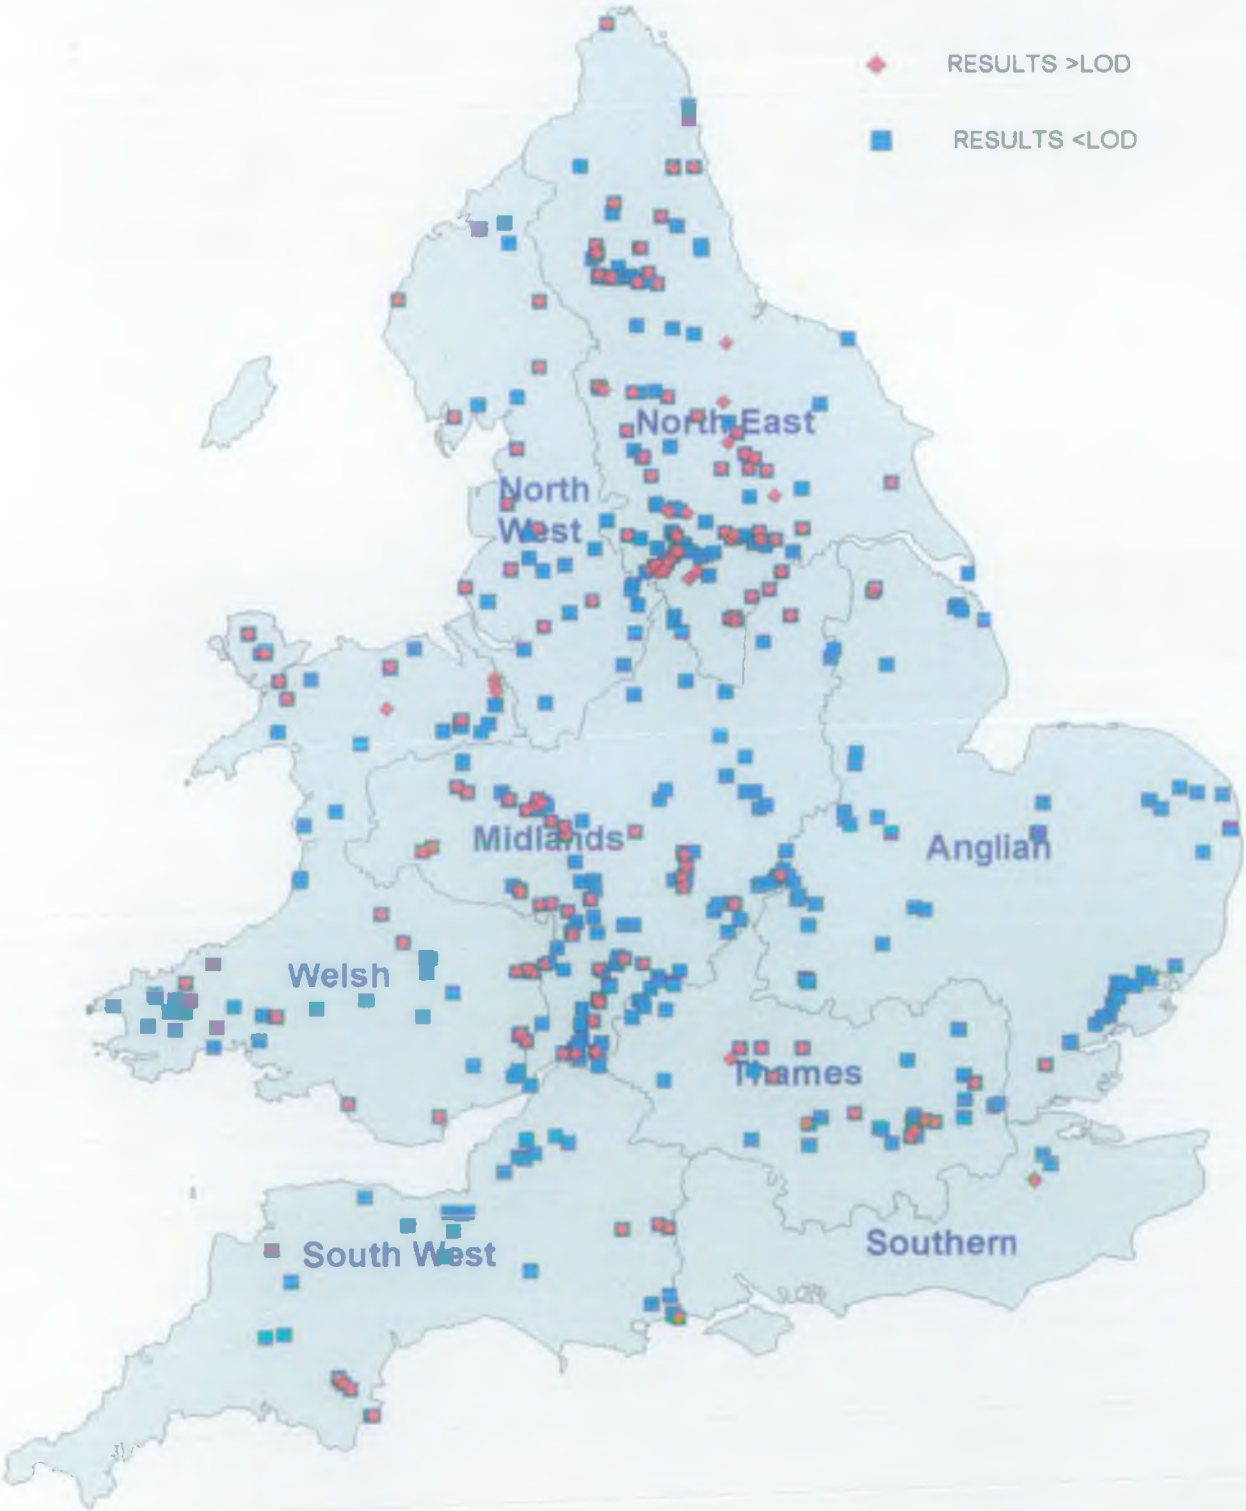 RESULTS >LOD
RESULTS <LOD
North East
North
West
Midlands
Anglian
Welsh
Thames
Southern
South West